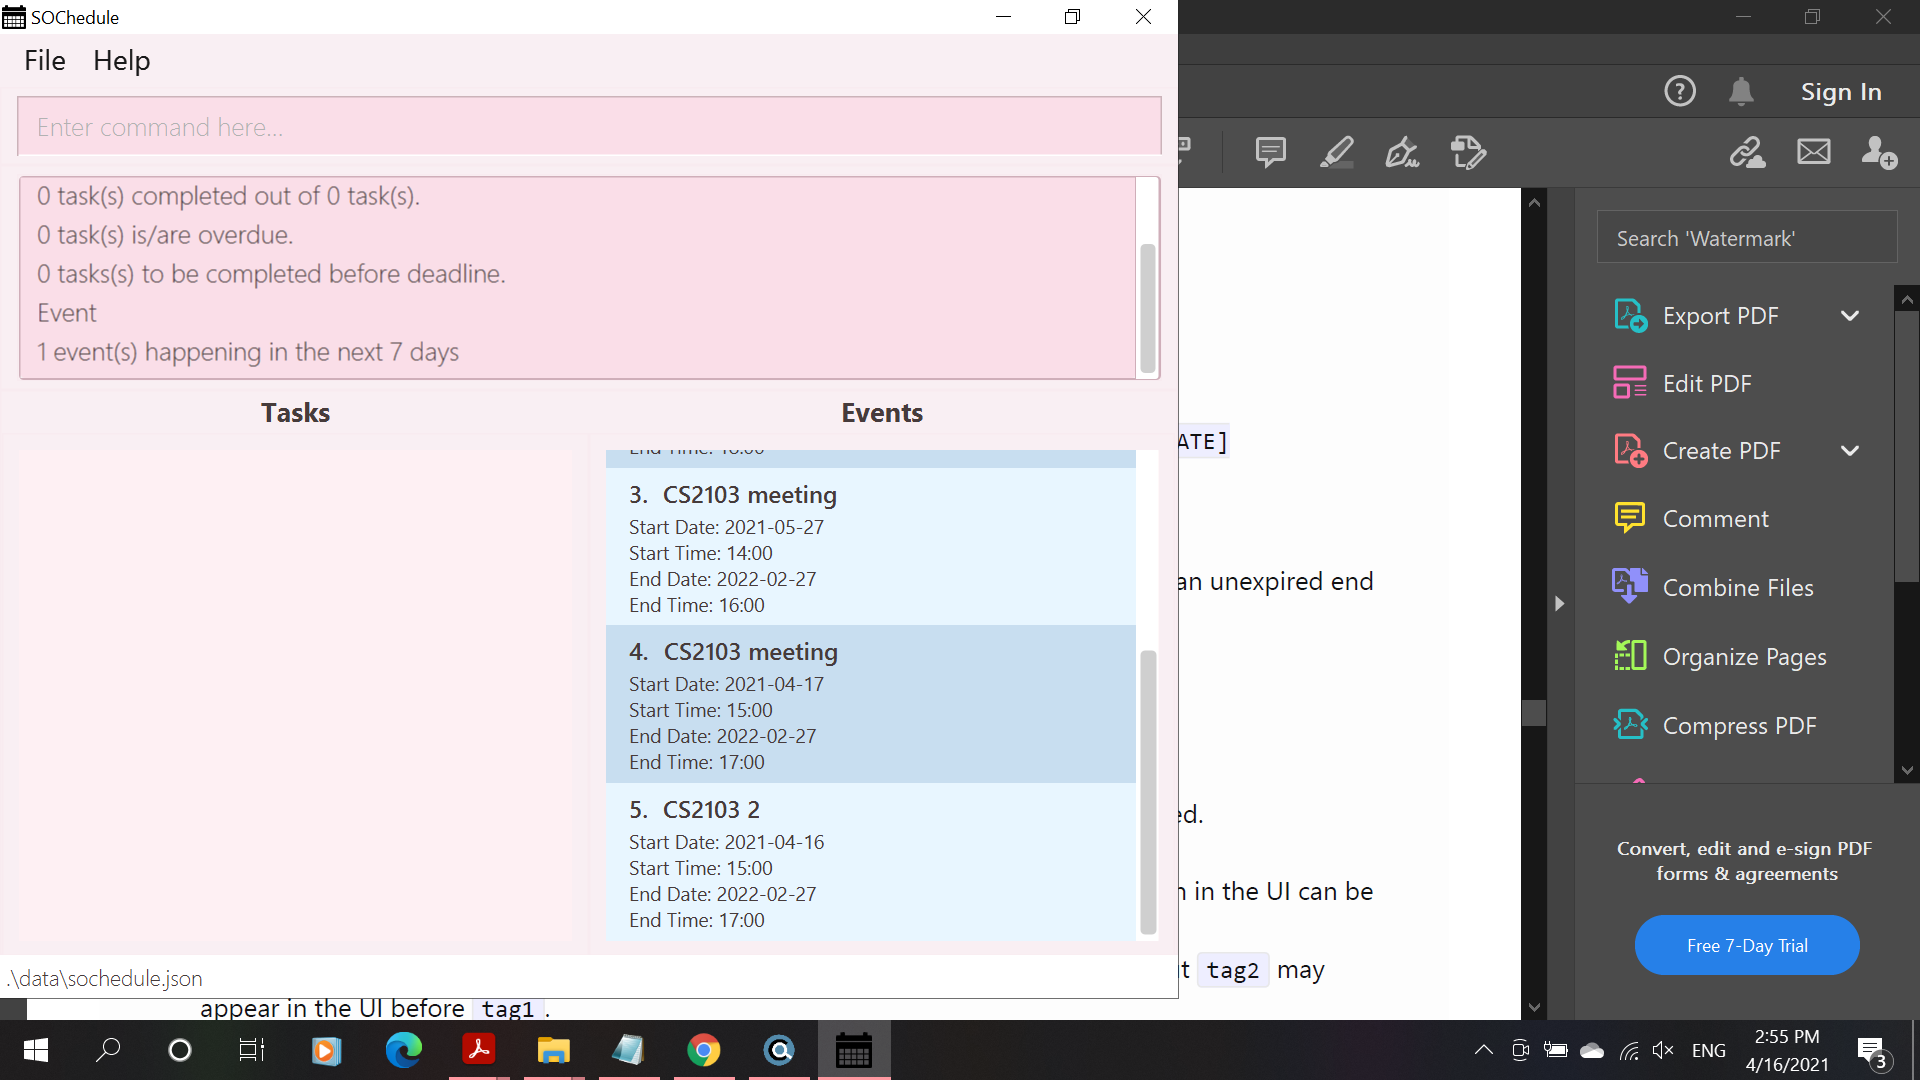 SOChedule
File Help
Enter command here...
0 task(s) completed out of 0 task(s).
0 task(s) is/are overdue.
0 tasks(s) to be completed before deadline.
Event
1 event(s) happening in the next 7 days
Tasks
Events
3. CS2103 meeting
Start Date: 2021-05-27
Start Time: 14:00
End Date: 2022-02-27
End Time: 16:00
4. CS2103 meeting
Start Date: 2021-04-17
Start Time: 15:00
End Date: 2022-02-27
End Time: 17:00
5. CS2103 2
Start Date: 2021-04-16
Start Time: 15:00
End Date: 2022-02-27
End Time: 17:00
.\data\sochedule.json
Sign In
ATE]
an unexpired end
ed.
in the UI can be
t tag2 may
appear in the UI before tag1 .
Search 'Watermark'
Export PDF
Edit PDF
Create PDF
Comment
Combine Files
Organize Pages
Compress PDF
Convert, edit and e-sign PDF
forms & agreements
Free 7-Day Trial
ENG
2:55 PM
4/16/2021
3